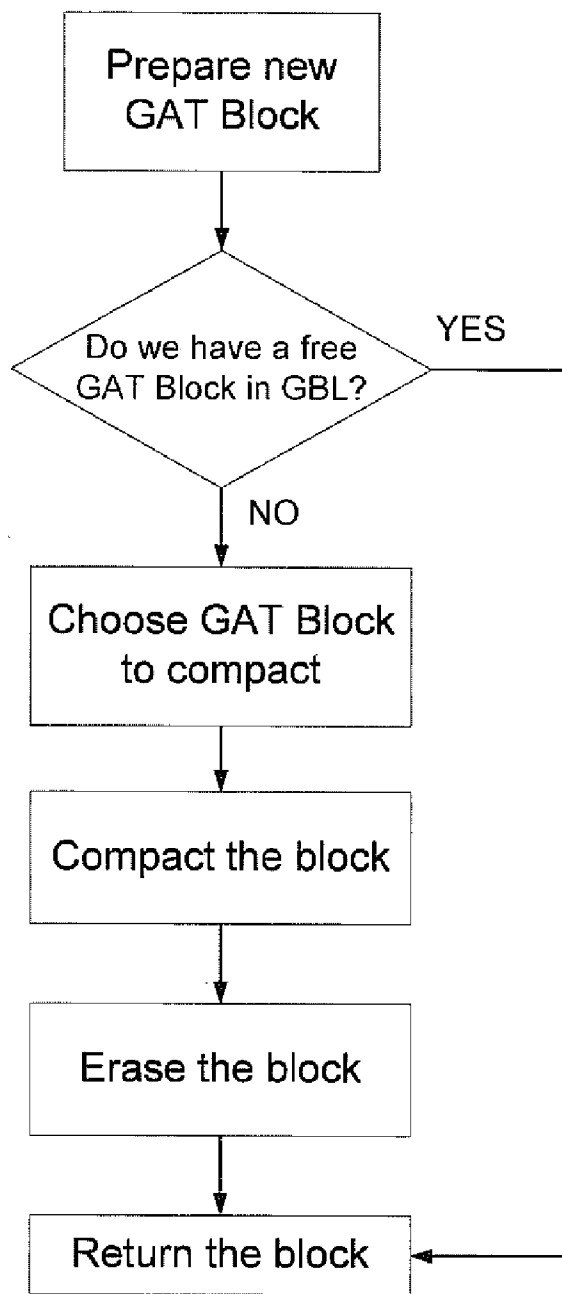 Prepare new
GAT Block
Do we have a free
GAT Block in GBL?
YES
NO
Choose GAT Block
to compact
Compact the block
Erase the block
Return the block